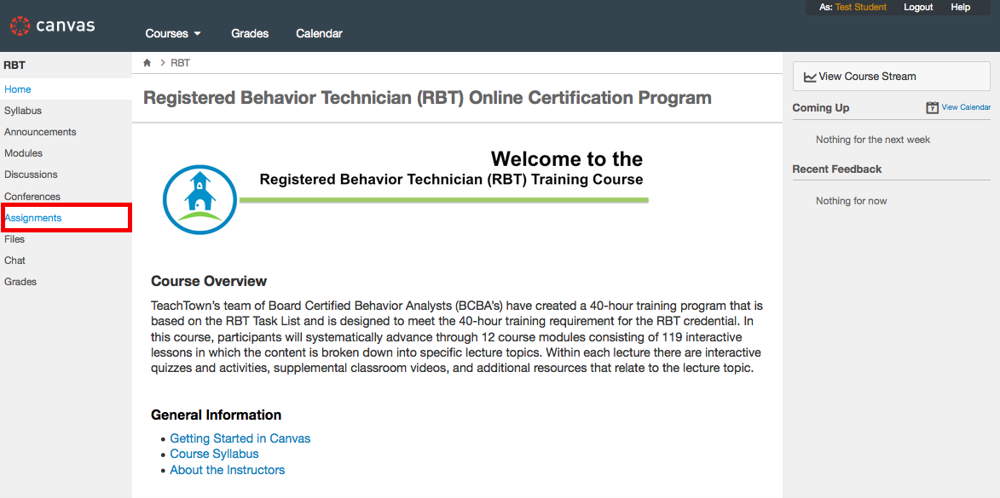 As: Test Student Logout Help
canvas
Courses Grades Calendar
RBT
Home
Syllabus
Announcements
Modules
Discussions
Conferences
Assignments
Files
Chat
Grades
RBT
Registered Behavior Technician (RBT) Online Certification Program
Welcome to the
Registered Behavior Technician (RBT) Training Course
Course Overview
TeachTown's team of Board Certified Behavior Analysts (BCBA's) have created a 40-hour training program that is
based on the RBT Task List and is designed to meet the 40-hour training requirement for the RBT credential. In
this course, participants will systematically advance through 12 course modules consisting of 119 interactive
lessons in which the content is broken down into specific lecture topics. Within each lecture there are interactive
quizzes and activities, supplemental classroom videos, and additional resources that relate to the lecture topic.
General Information
• Getting Started in Canvas
• Course Syllabus
• About the Instructors
View Course Stream
Coming Up 7 View Calendar
Nothing for the next week
Recent Feedback
Nothing for now